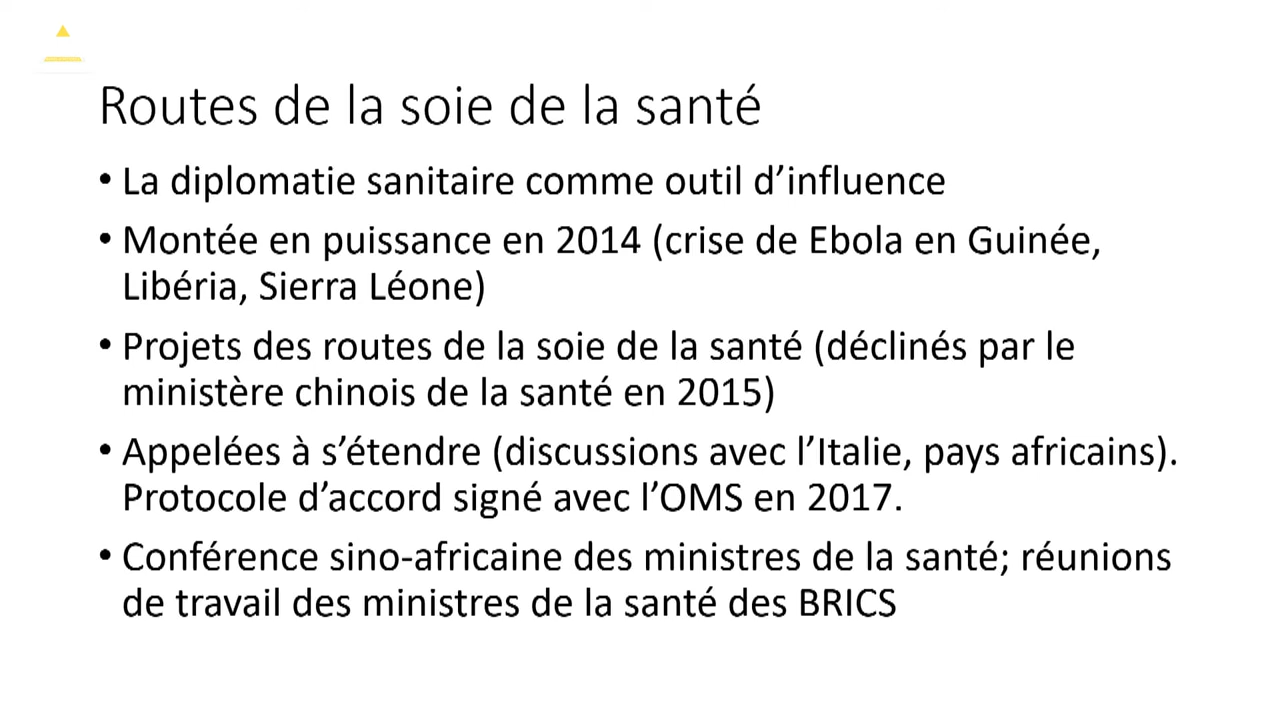 Routes de la soie de la santé
• La diplomatie sanitaire comme outil d’influence
• Montée en puissance en 2014 (crise de Ebola en Guinée,
Libéria, Sierra Léone)
• Projets des routes de la soie de la santé (déclinés par le
ministère chinois de la santé en 2015)
• Appelées à s’étendre (discussions avec l’Italie, pays africains).
Protocole d’accord signé avec l’OMS en 2017.
• Conférence sino-africaine des ministres de la santé; réunions
de travail des ministres de la santé des BRICS